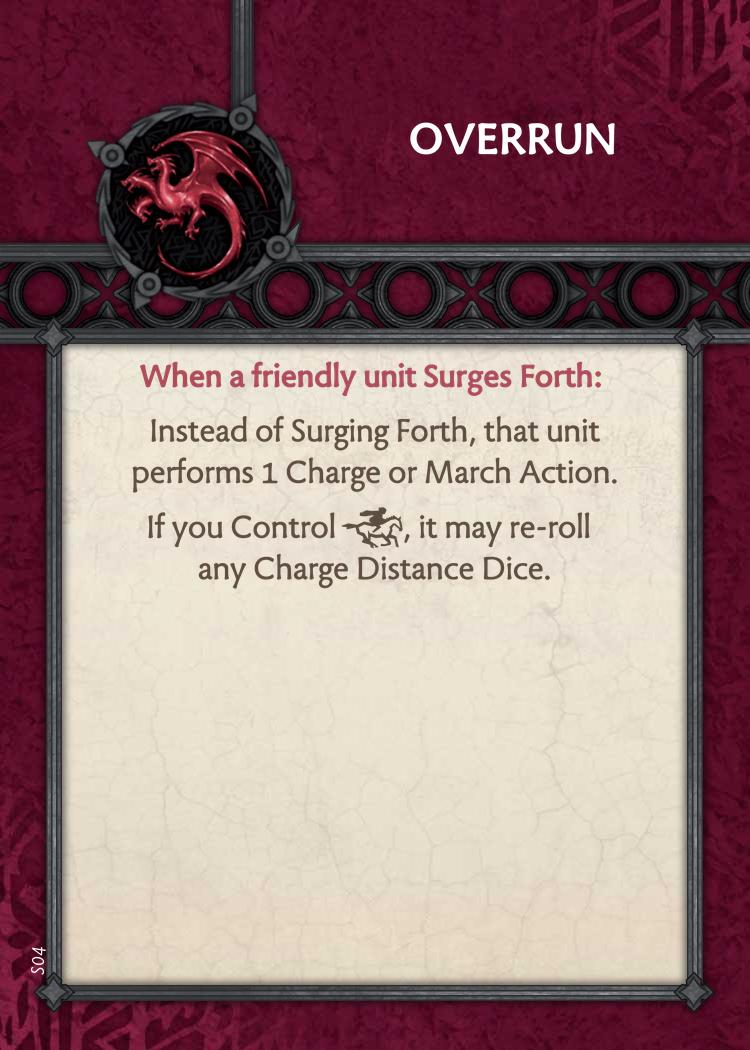 OVERRUN
When a friendly unit Surges Forth:
Instead of Surging Forth, that unit
performs 1 Charge or March Action.
If you Control , it may re-roll
any Charge Distance Dice.
S04